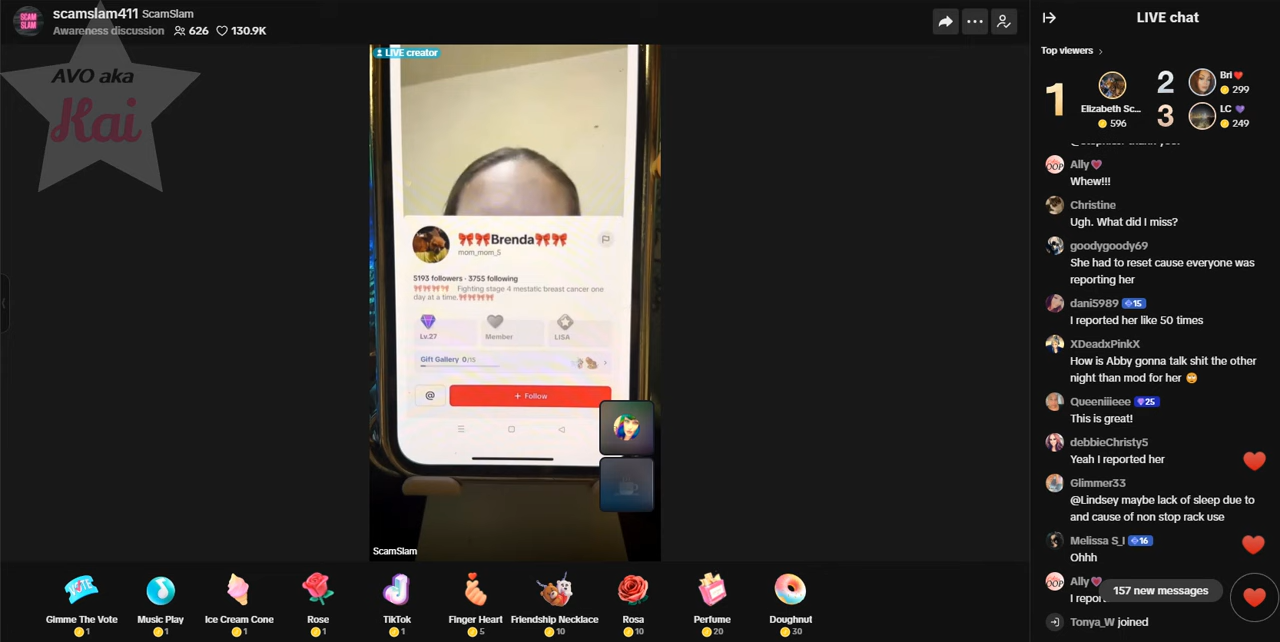 SCAM
SLAM
scamslam411 ScamSlam
Awareness discussion 626 130.9K
AVO aka
Kai
LIVE creator
Brenda
mom_mom_5
5193 followers · 3755 following
Fighting stage 4 mestatic breast cancer one
day at a time.
Lv.27
Member
LISA
Gift Gallery 0/15
@
+ Follow
ScamSlam
VOTE
Gimme The Vote
1
Music Play
1
Ice Cream Cone
1
Rose
1
TikTok
1
Finger Heart
5
Friendship Necklace
10
Rosa
10
Perfume
20
Doughnut
30
LIVE chat
Top viewers >
1
Elizabeth Sc...
596
2
Bri
299
3
LC
249
OOP
Ally
Whew!!!
Christine
Ugh. What did I miss?
goodygoody69
She had to reset cause everyone was
reporting her
dani5989 15
I reported her like 50 times
XDeadxPinkX
How is Abby gonna talk shit the other
night than mod for her
Queeniiieee 25
This is great!
debbieChristy5
Yeah I reported her
Glimmer33
@Lindsey maybe lack of sleep due to
and cause of non stop rack use
Melissa S_I 16
Ohhh
OOP
Ally
157 new messages
Tonya_W joined